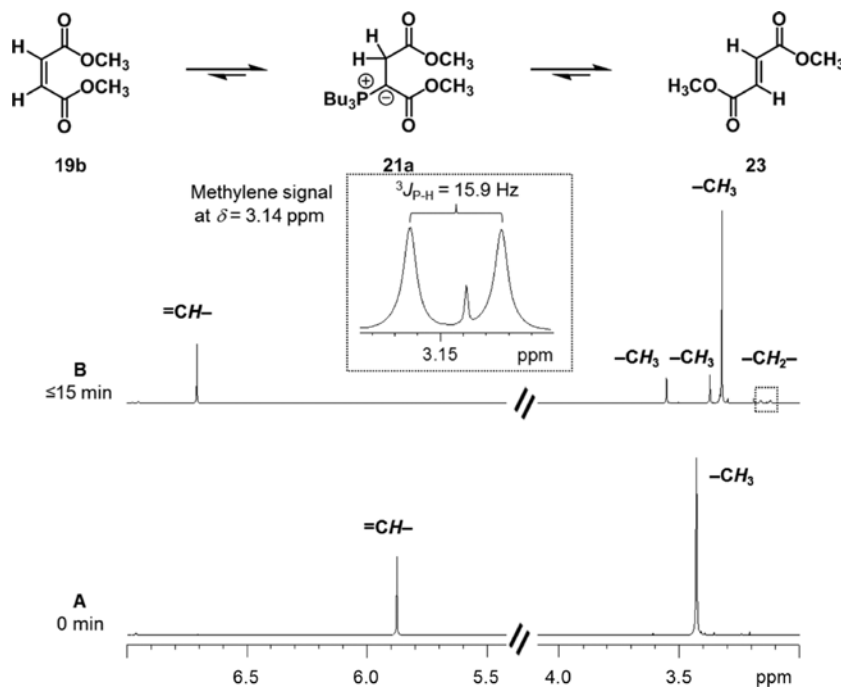 O
H
OCH3
H
OCH3
O
19b
H
O
H
OCH3
⊕
OCH3
Bu3P
⊖
O
21a
O
H
OCH3
OCH3
H
O
23
Methylene signal
at δ = 3.14 ppm
3JP-H = 15.9 Hz
3.15 ppm
–CH3
=CH–
–CH3 –CH3 –CH2–
B
≤15 min
–CH3
=CH–
A
0 min
6.5 6.0 5.5 4.0 3.5 ppm